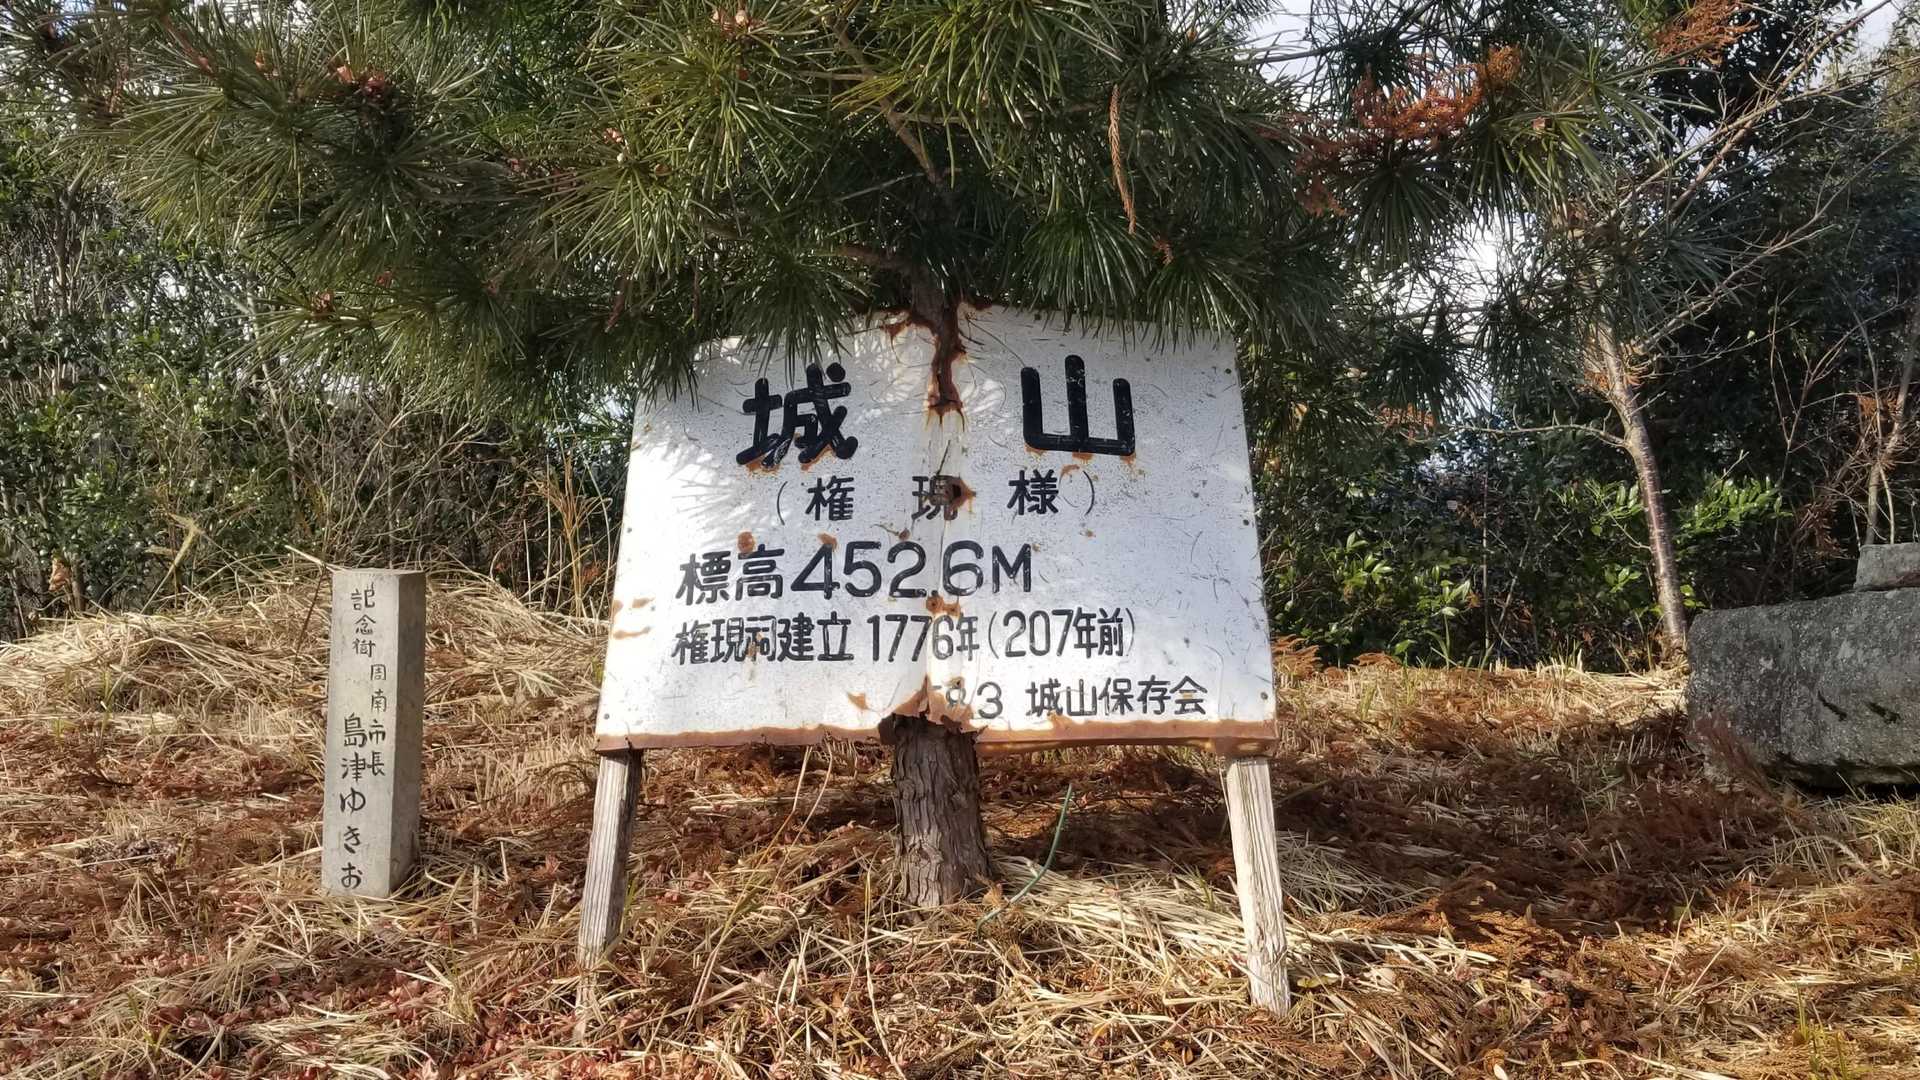 城山
(権現様)
標高452.6M
権現祠建立1776年(207年前)
83 城山保存会
記念樹
周南市長
島津ゆきお